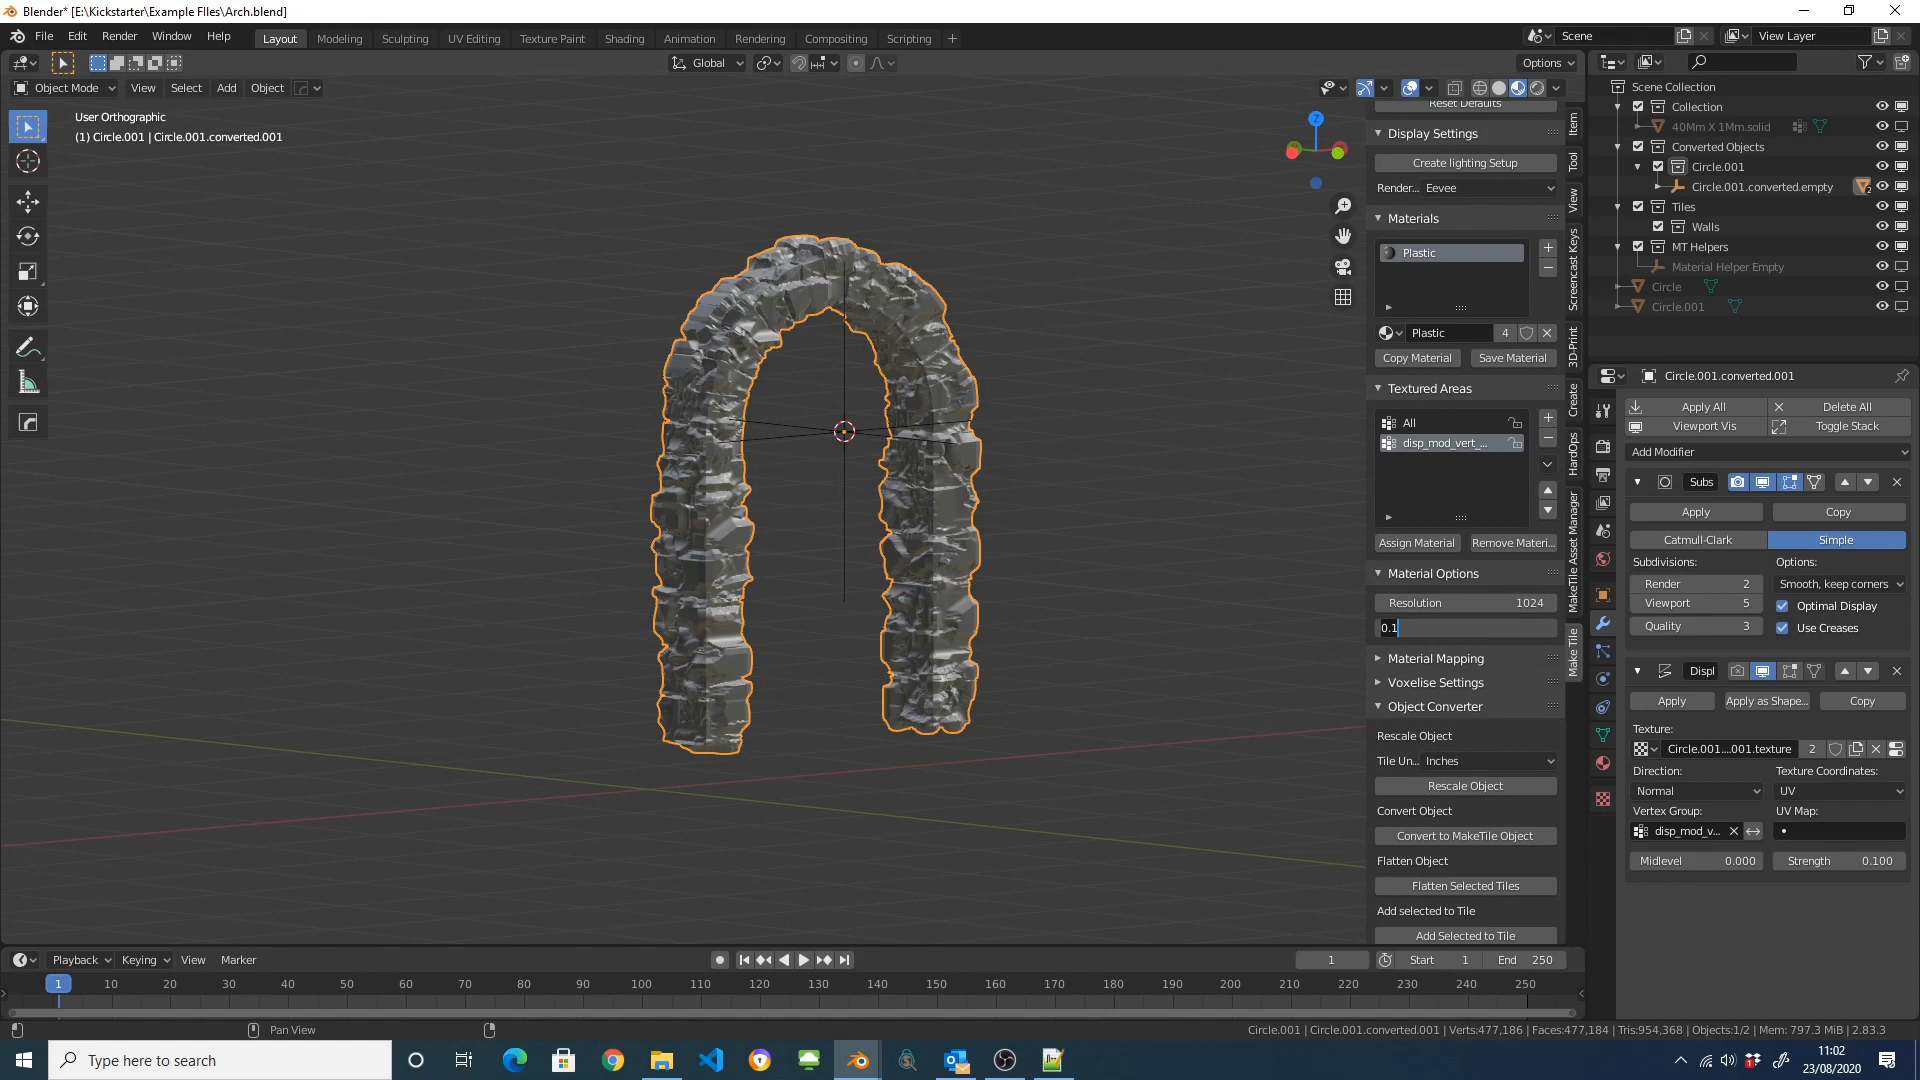 Blender* [E:\Kickstarter\Example FIles\Arch.blend]
File Edit Render Window Help
Layout Modeling Sculpting UV Editing Texture Paint Shading Animation Rendering Compositing Scripting +
Scene
View Layer
Global
Options
Object Mode View Select Add Object
User Orthographic
(1) Circle.001 | Circle.001.converted.001
Z
Reset Defaults
Display Settings
Create lighting Setup
Render... Eevee
Materials
Plastic
Plastic 4
Copy Material Save Material
Textured Areas
All
disp_mod_vert_...
Assign Material Remove Materi...
Material Options
Resolution 1024
0.1
Material Mapping
Voxelise Settings
Object Converter
Rescale Object
Tile Un... Inches
Rescale Object
Convert Object
Convert to MakeTile Object
Flatten Object
Flatten Selected Tiles
Add selected to Tile
Add Selected to Tile
Item
Tool
View
Screencast Keys
3D-Print
Create
HardOps
MakeTile Asset Manager
Make Tile
Scene Collection
Collection
40Mm X 1Mm.solid
Converted Objects
Circle.001
Circle.001.converted.empty 2
Tiles
Walls
MT Helpers
Material Helper Empty
Circle
Circle.001
Circle.001.converted.001
Apply All Delete All
Viewport Vis Toggle Stack
Add Modifier
Subs
Apply Copy
Catmull-Clark Simple
Subdivisions: Options:
Render 2 Smooth, keep corners
Viewport 5 Optimal Display
Quality 3 Use Creases
Displ
Apply Apply as Shape... Copy
Texture:
Circle.001....001.texture 2
Direction: Texture Coordinates:
Normal UV
Vertex Group: UV Map:
disp_mod_v...
Midlevel 0.000 Strength 0.100
Playback Keying View Marker
1 Start 1 End 250
1 10 20 30 40 50 60 70 80 90 100 110 120 130 140 150 160 170 180 190 200 210 220 230 240 250
Pan View
Circle.001 | Circle.001.converted.001 | Verts:477,186 | Faces:477,184 | Tris:954,368 | Objects:1/2 | Mem: 797.3 MiB | 2.83.3
Type here to search
11:02
23/08/2020